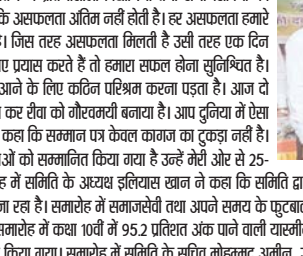 कि असफलता अंतिम नहीं होती है। हर असफलता हमारे
है। जिस तरह असफलता मिलती है उसी तरह एक दिन
ए प्रयास करते हैं तो हमारा सफल होना सुनिश्चित है।
आने के लिए कठिन परिश्रम करना पड़ता है। आज दो
कर रीवा को गौरवमयी बनाया है। आप दुनिया में ऐसा
कहा कि सम्मान पत्र केवल कागज का टुकड़ा नहीं है।
ओं को सम्मानित किया गया है उन्हें मेरी ओर से 25-
ह में समिति के अध्यक्ष इलियास खान ने कहा कि समिति द्वा
ना रहा है। समारोह में समाजसेवी तथा अपने समय के फुटबाल
समारोह में कक्षा 10वीं में 95.2 प्रतिशत अंक पाने वाली यास्मीन
किया गया। समारोह में समिति के सचिव मोहम्मद अमीन